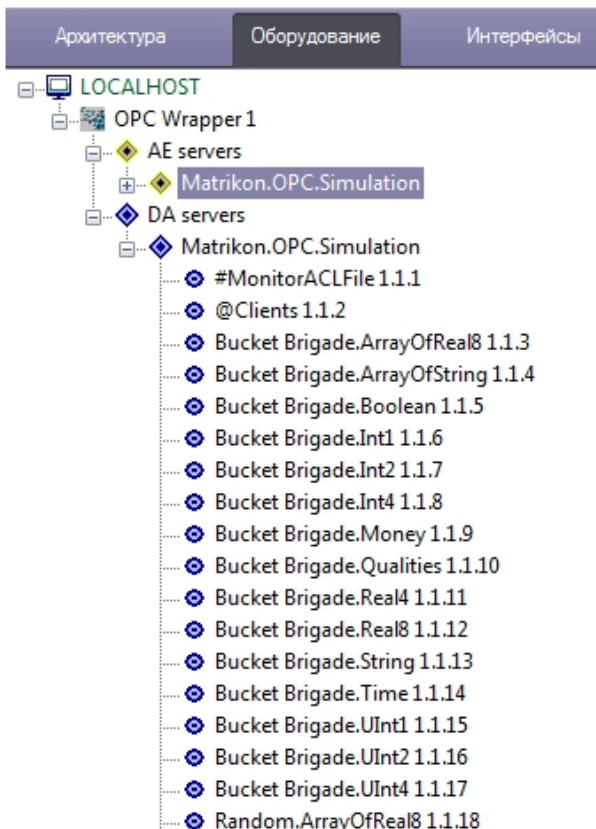 Архитектура Оборудование Интерфейсы
LOCALHOST
OPC Wrapper 1
AE servers
Matrikon.OPC.Simulation
DA servers
Matrikon.OPC.Simulation
#MonitorACLFile 1.1.1
@Clients 1.1.2
Bucket Brigade.ArrayOfReal8 1.1.3
Bucket Brigade.ArrayOfString 1.1.4
Bucket Brigade.Boolean 1.1.5
Bucket Brigade.Int1 1.1.6
Bucket Brigade.Int2 1.1.7
Bucket Brigade.Int4 1.1.8
Bucket Brigade.Money 1.1.9
Bucket Brigade.Qualities 1.1.10
Bucket Brigade.Real4 1.1.11
Bucket Brigade.Real8 1.1.12
Bucket Brigade.String 1.1.13
Bucket Brigade.Time 1.1.14
Bucket Brigade.UInt1 1.1.15
Bucket Brigade.UInt2 1.1.16
Bucket Brigade.UInt4 1.1.17
Random.ArrayOfReal8 1.1.18